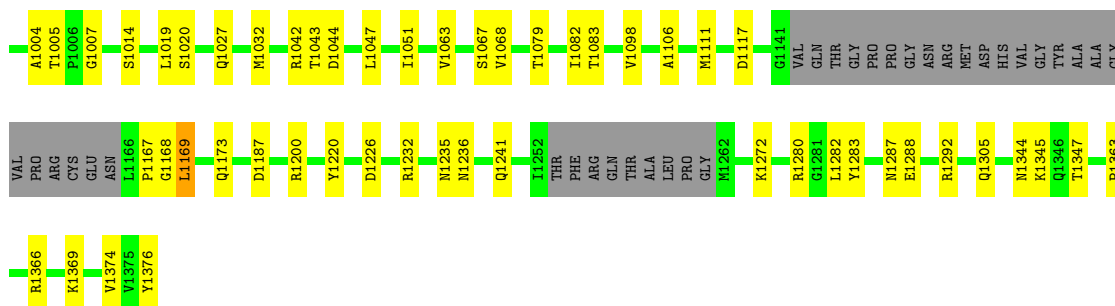 A1004 T1005 P1006 G1007 S1014 L1019 S1020 Q1027 M1032 R1042 T1043 D1044 L1047 I1051 V1063 S1067 V1068 T1079 I1082 T1083 V1098 A1106 M1111 D1117 G1141 VAL GLN THR GLY PRO PRO GLY ASN ARG MET ASP HIS VAL GLY TYR ALA ALA GLY
VAL PRO ARG CYS GLU ASN L1166 P1167 G1168 L1169 Q1173 D1187 R1200 Y1220 D1226 R1232 N1235 N1236 Q1241 I1252 THR PHE ARG GLN THR ALA LEU PRO GLY M1262 K1272 R1280 G1281 L1282 Y1283 N1287 E1288 R1292 Q1305 N1344 K1345 Q1346 T1347
R1366 K1369 V1374 V1375 Y1376